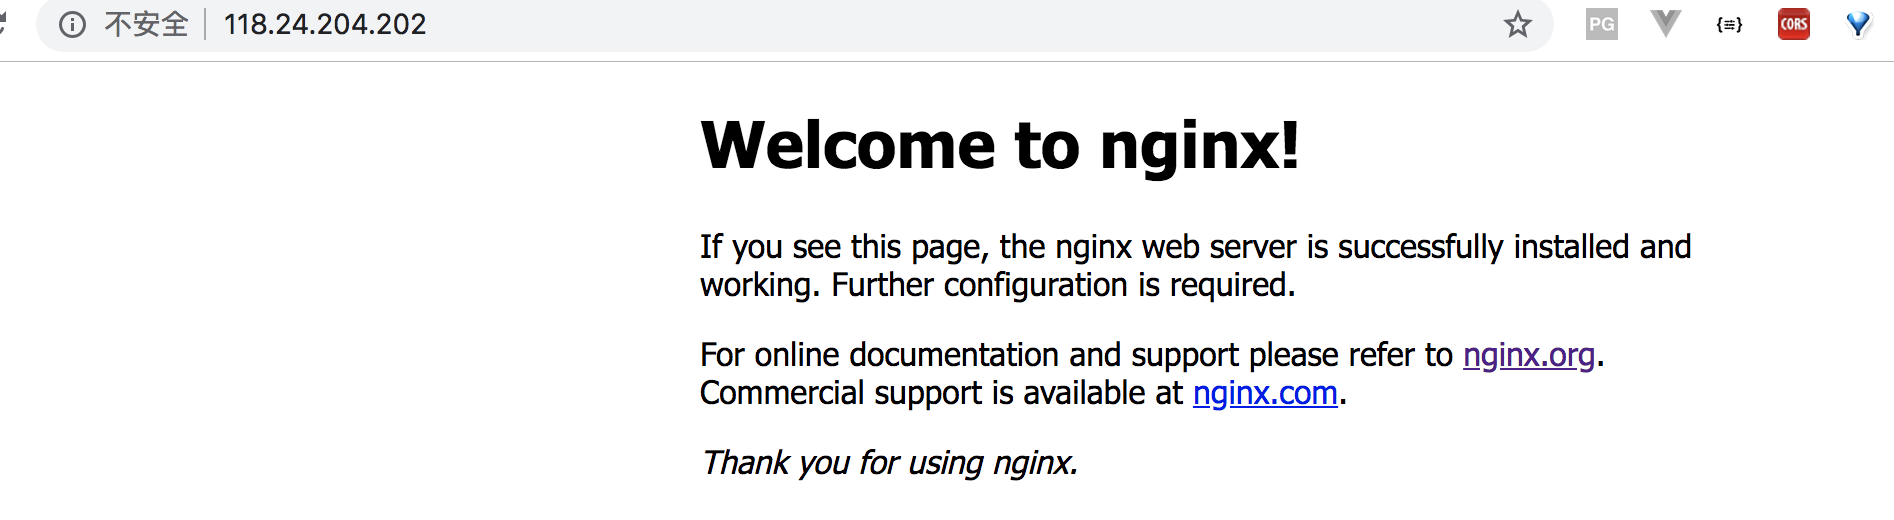 不安全 118.24.204.202
PG
{≡}
CORS
Welcome to nginx!
If you see this page, the nginx web server is successfully installed and
working. Further configuration is required.
For online documentation and support please refer to nginx.org.
Commercial support is available at nginx.com.
Thank you for using nginx.